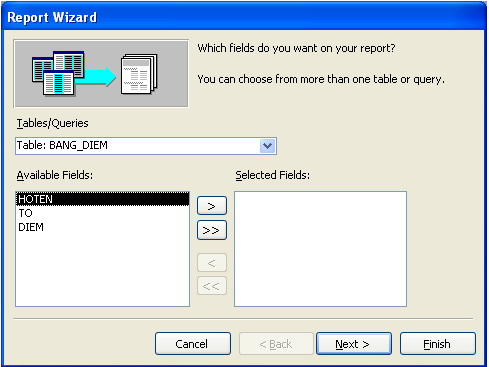 Report Wizard
Which fields do you want on your report?
You can choose from more than one table or query.
Tables/Queries
Table: BANG_DIEM
Available Fields:
Selected Fields:
HOTEN
TO
DIEM
>
>>
<
<<
Cancel
< Back
Next >
Finish